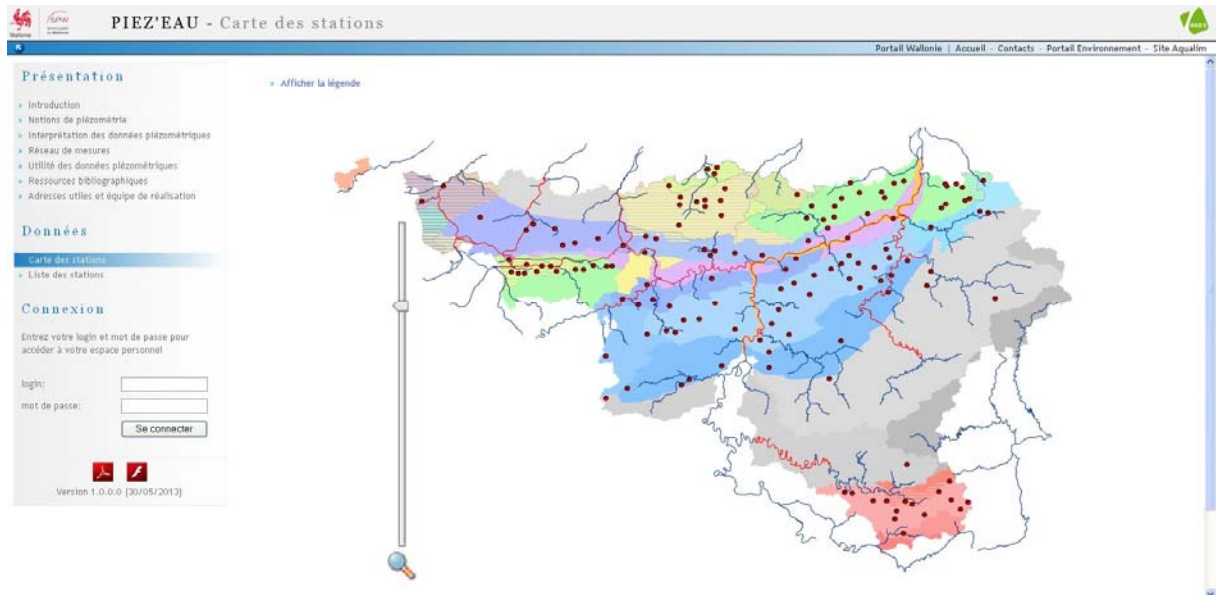 Wallonie
SPW
PIEZ'EAU - Carte des stations
Portail Wallonie | Accueil - Contacts - Portail Environnement - Site Aqualim
Présentation
» Introduction
» Notions de piézométrie
» Interprétation des données piézométriques
» Réseau de mesures
» Utilité des données piézométriques
» Ressources bibliographiques
» Adresses utiles et équipe de réalisation
Données
Carte des stations
» Liste des stations
Connexion
Entrez votre login et mot de passe pour
accéder à votre espace personnel
login:
mot de passe:
Se connecter
Version 1.0.0.0 (30/05/2013)
» Afficher la légende